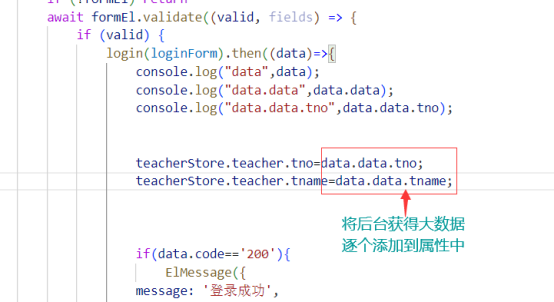 if (!formEl) return
await formEl.validate((valid, fields) => {
if (valid) {
login(loginForm).then((data)=>{
console.log("data",data);
console.log("data.data",data.data);
console.log("data.data.tno",data.data.tno);
teacherStore.teacher.tno=data.data.tno;
teacherStore.teacher.tname=data.data.tname;
将后台获得大数据
逐个添加到属性中
if(data.code=='200'){
ElMessage({
message: '登录成功',